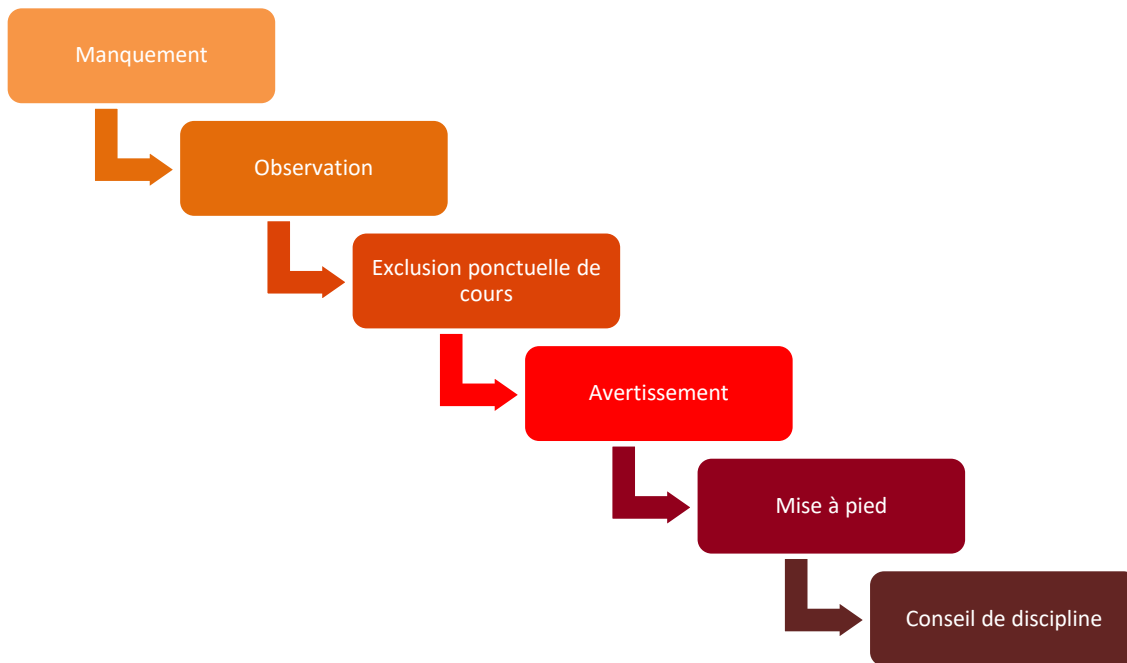 Manquement
Observation
Exclusion ponctuelle de
cours
Avertissement
Mise à pied
Conseil de discipline